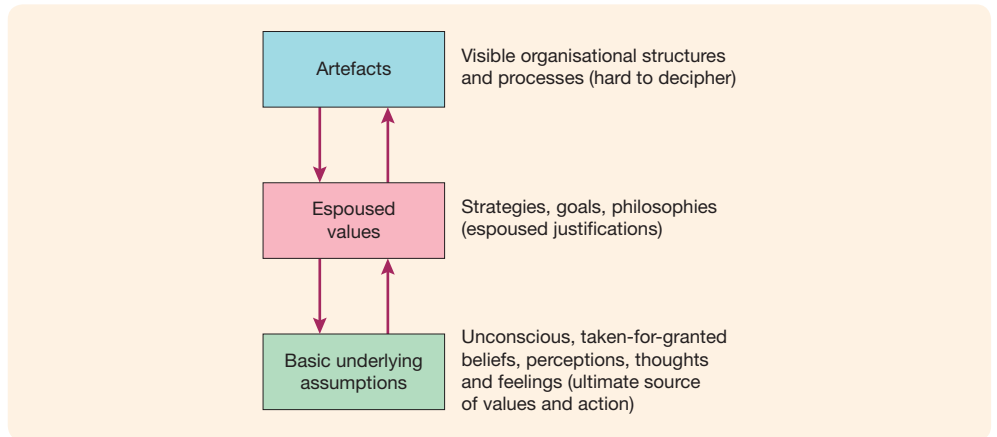 Artefacts
Visible organisational structures
and processes (hard to decipher)
Espoused
values
Strategies, goals, philosophies
(espoused justifications)
Basic underlying
assumptions
Unconscious, taken-for-granted
beliefs, perceptions, thoughts
and feelings (ultimate source
of values and action)